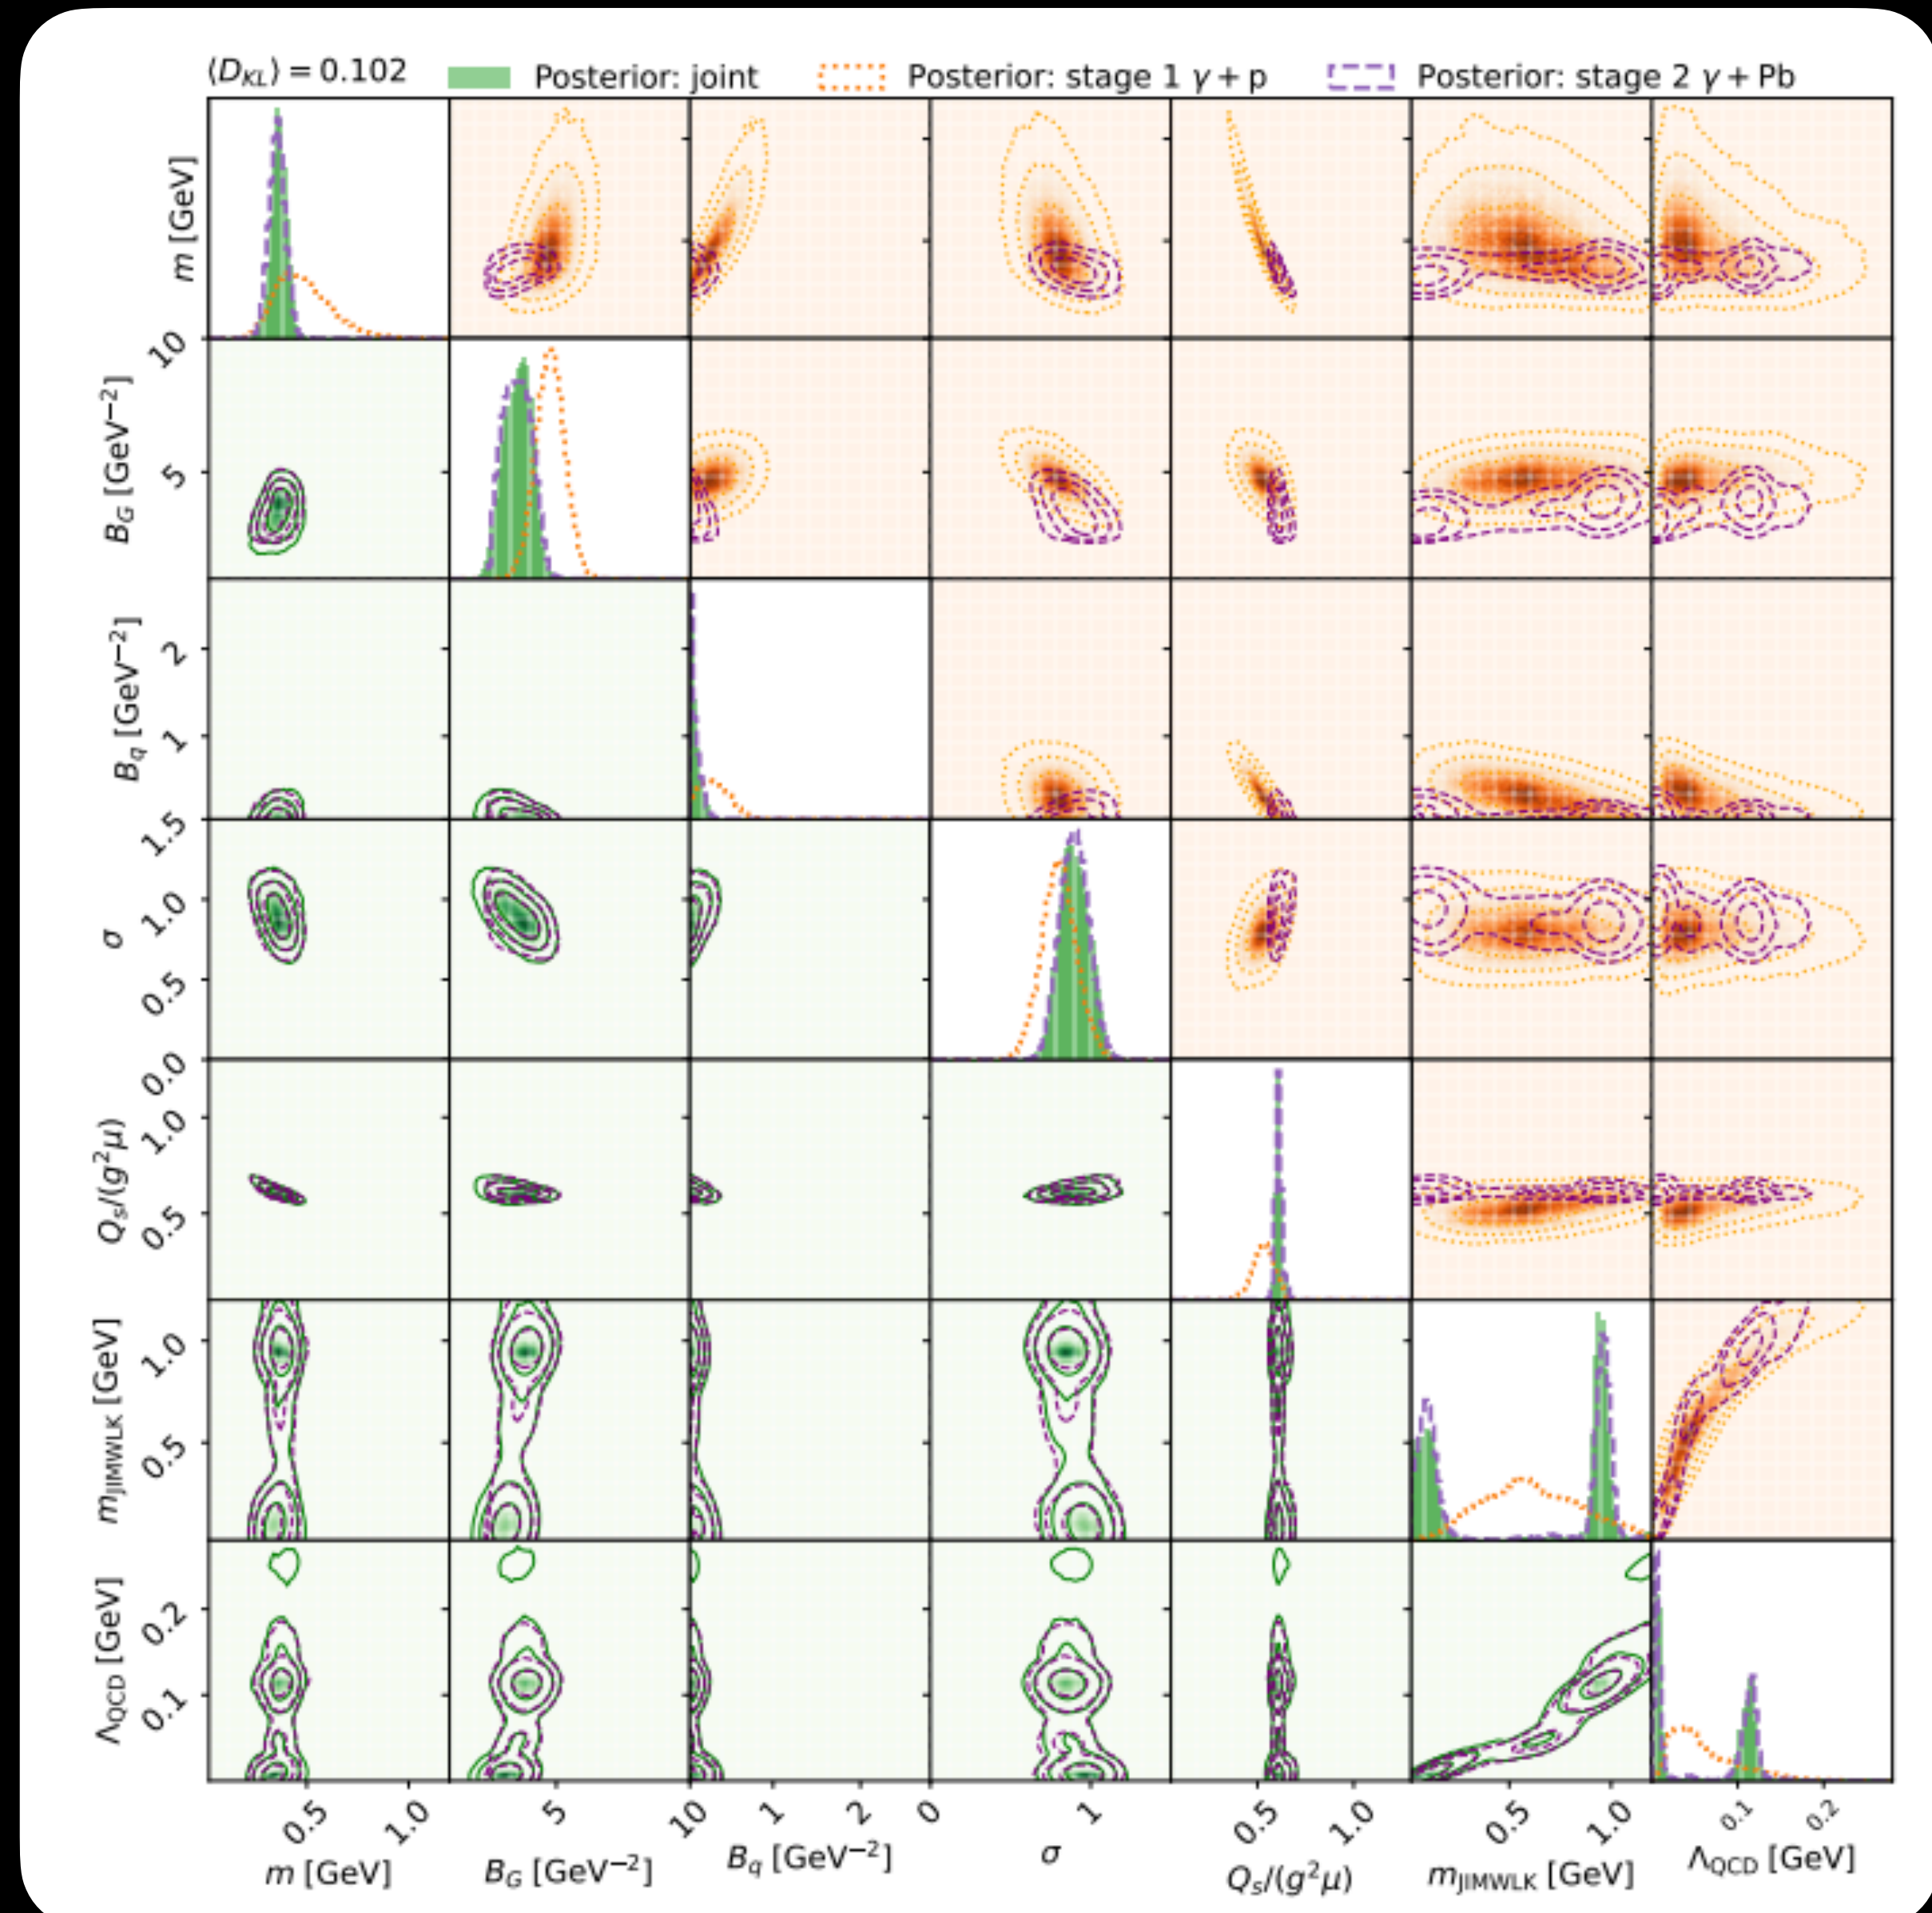 ⟨D_KL⟩ = 0.102 Posterior: joint Posterior: stage 1 γ + p Posterior: stage 2 γ + Pb
m [GeV]
10
B_G [GeV⁻²]
5
B_q [GeV⁻²]
2
1
1.5
σ
1.0
0.5
0.0
Q_s/(g²μ)
1.0
0.5
m_JIMWLK [GeV]
1.0
0.5
Λ_QCD [GeV]
0.2
0.1
0.5 1.0 5 10 1 2 0 1 0.5 1.0 0.5 1.0 0.1 0.2
m [GeV] B_G [GeV⁻²] B_q [GeV⁻²] σ Q_s/(g²μ) m_JIMWLK [GeV] Λ_QCD [GeV]